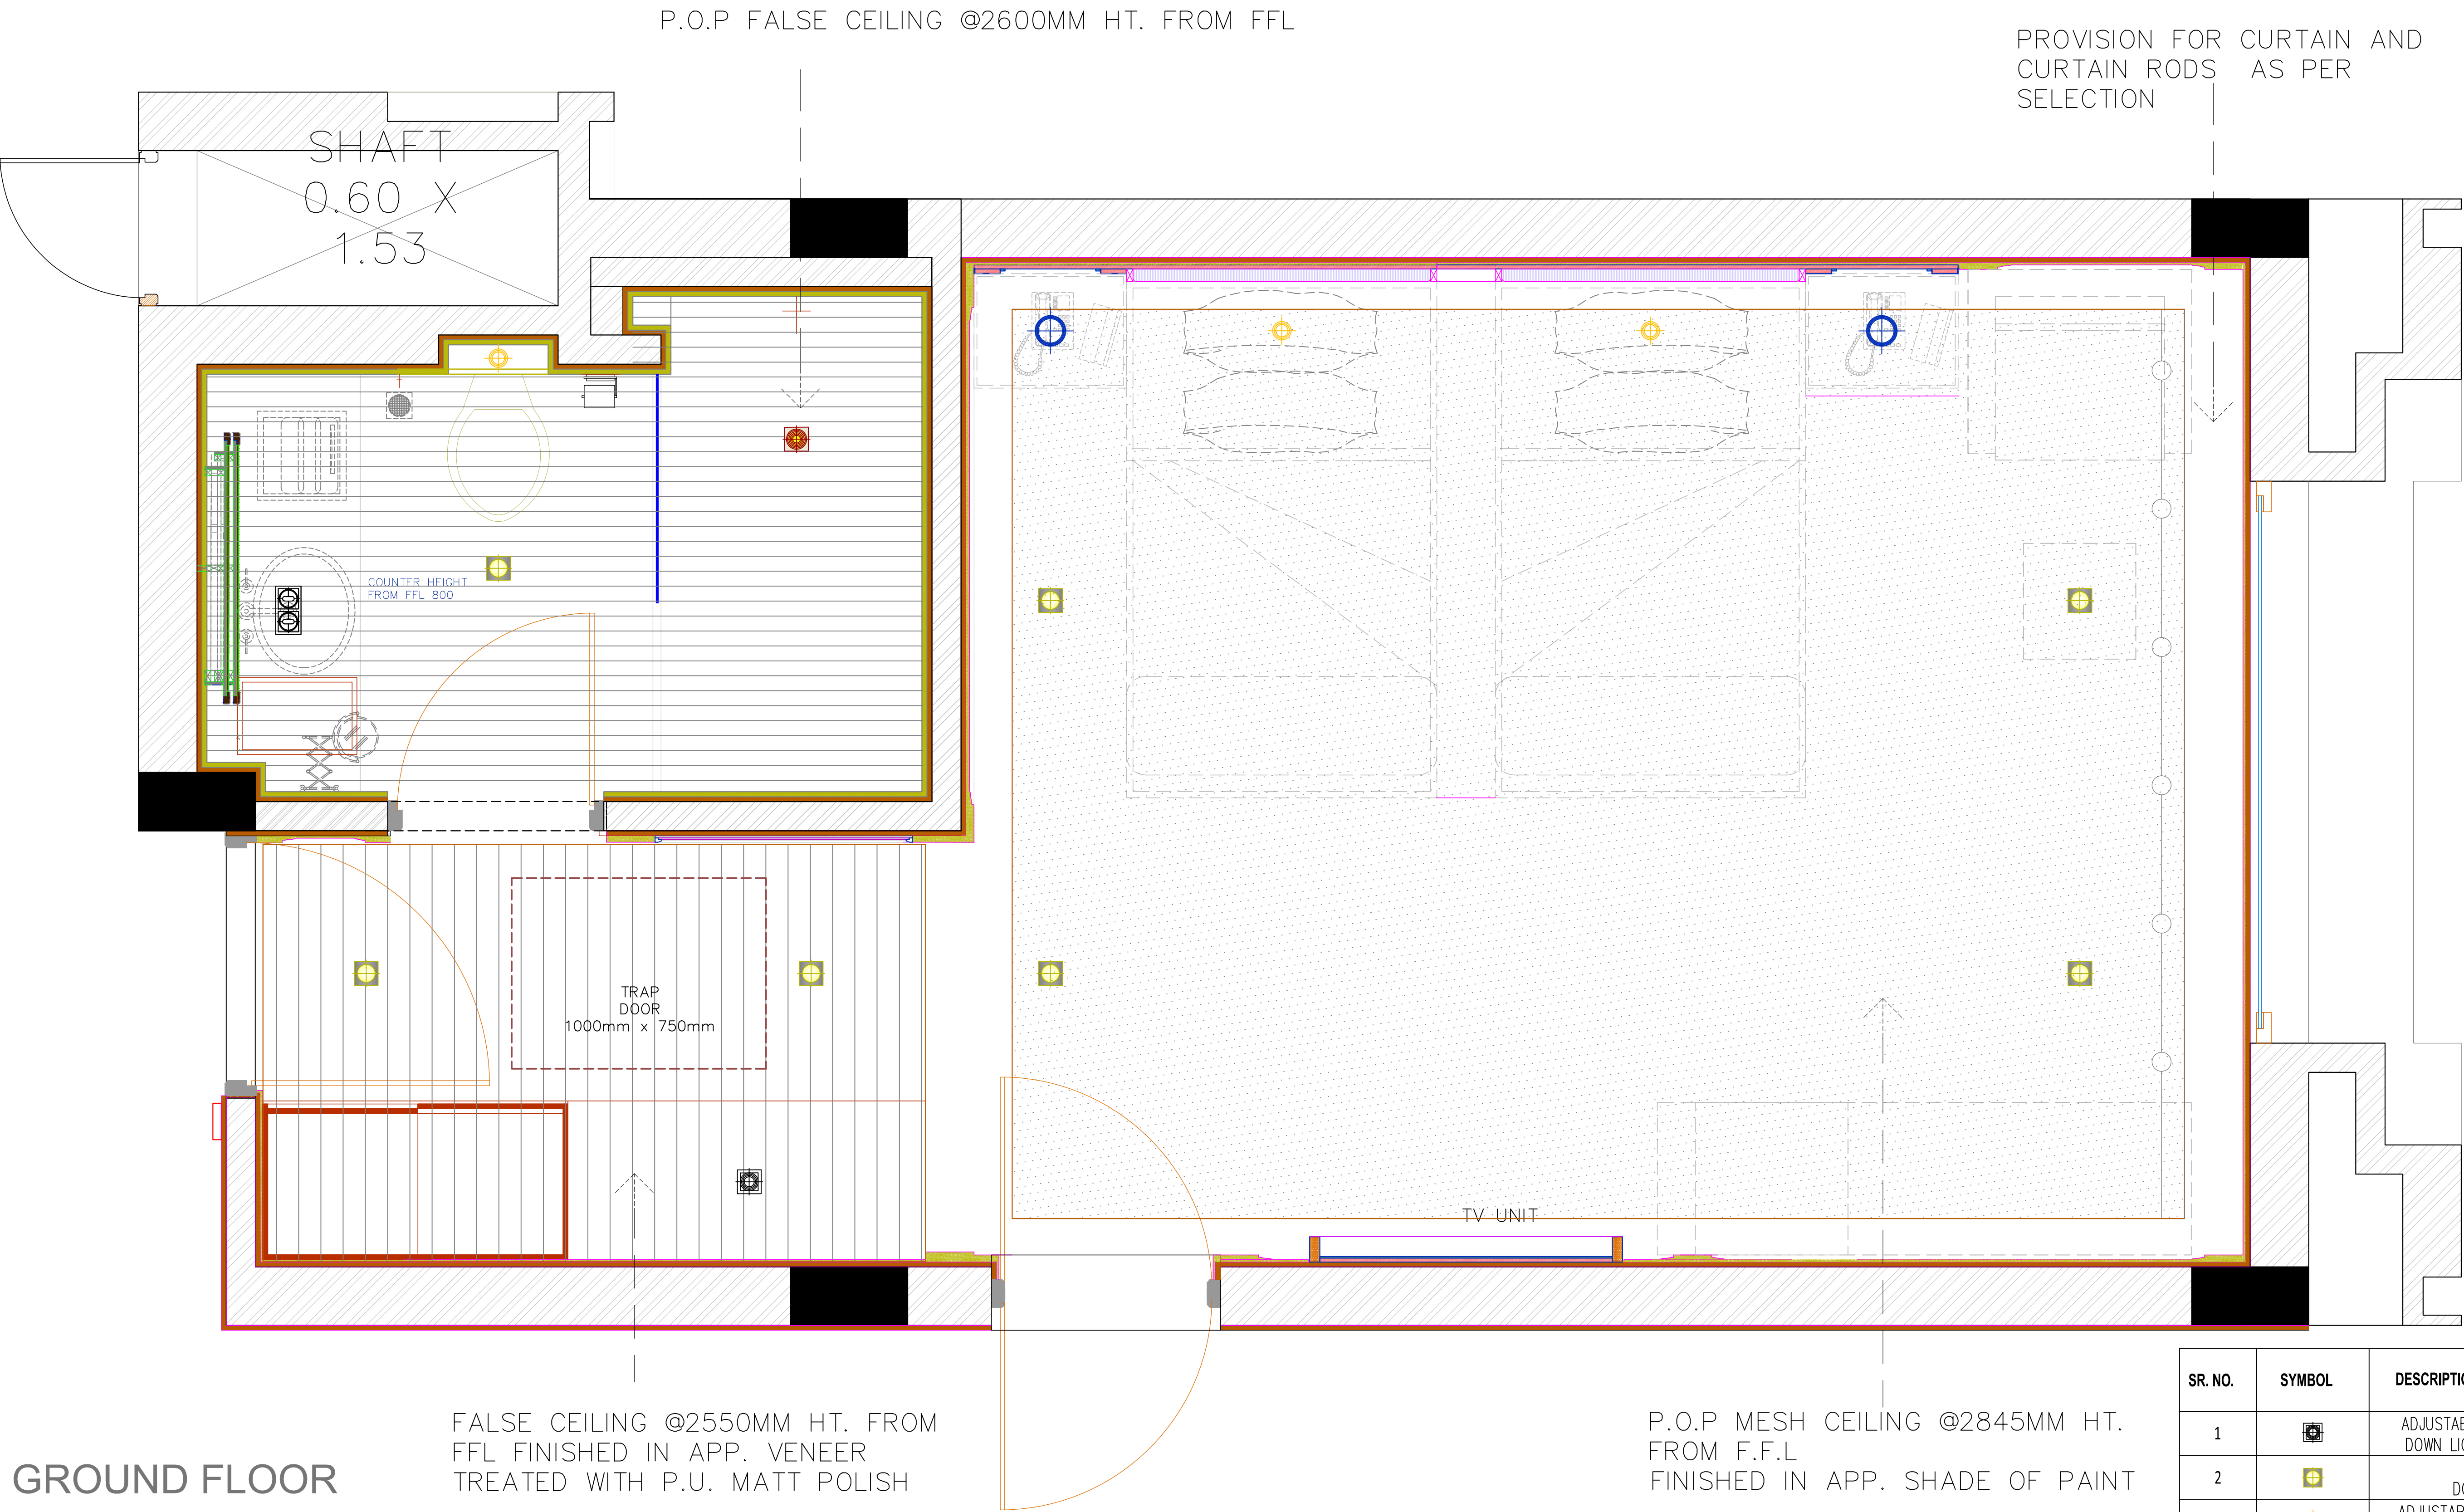 P.O.P FALSE CEILING @2600MM HT. FROM FFL
PROVISION FOR CURTAIN AND
CURTAIN RODS AS PER
SELECTION
SHAFT
0.60 X
1.53
COUNTER HEIGHT
FROM FFL 800
TRAP
DOOR
1000mm x 750mm
TV UNIT
FALSE CEILING @2550MM HT. FROM
FFL FINISHED IN APP. VENEER
TREATED WITH P.U. MATT POLISH
P.O.P MESH CEILING @2845MM HT.
FROM F.F.L
FINISHED IN APP. SHADE OF PAINT
GROUND FLOOR
SR. NO. SYMBOL
1
DOWN
2